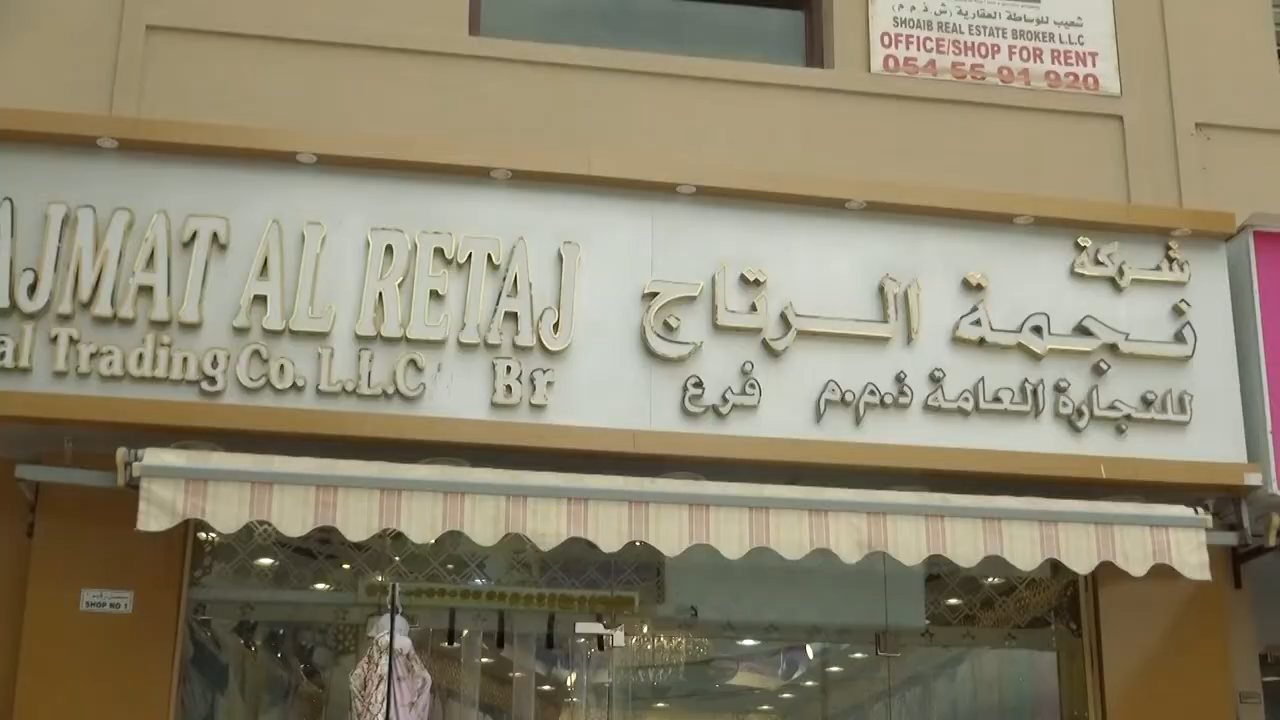 شعيب للوساطة العقارية (ش.ذ.م.م)
SHOAIB REAL ESTATE BROKER L.L.C
OFFICE/SHOP FOR RENT
054 55 91 920
شركة
نجمة الرتاج
للتجارة العامة ذ.م.م فرع
AJMAT AL RETAJ
al Trading Co. L.L.C Br
SHOP NO 1